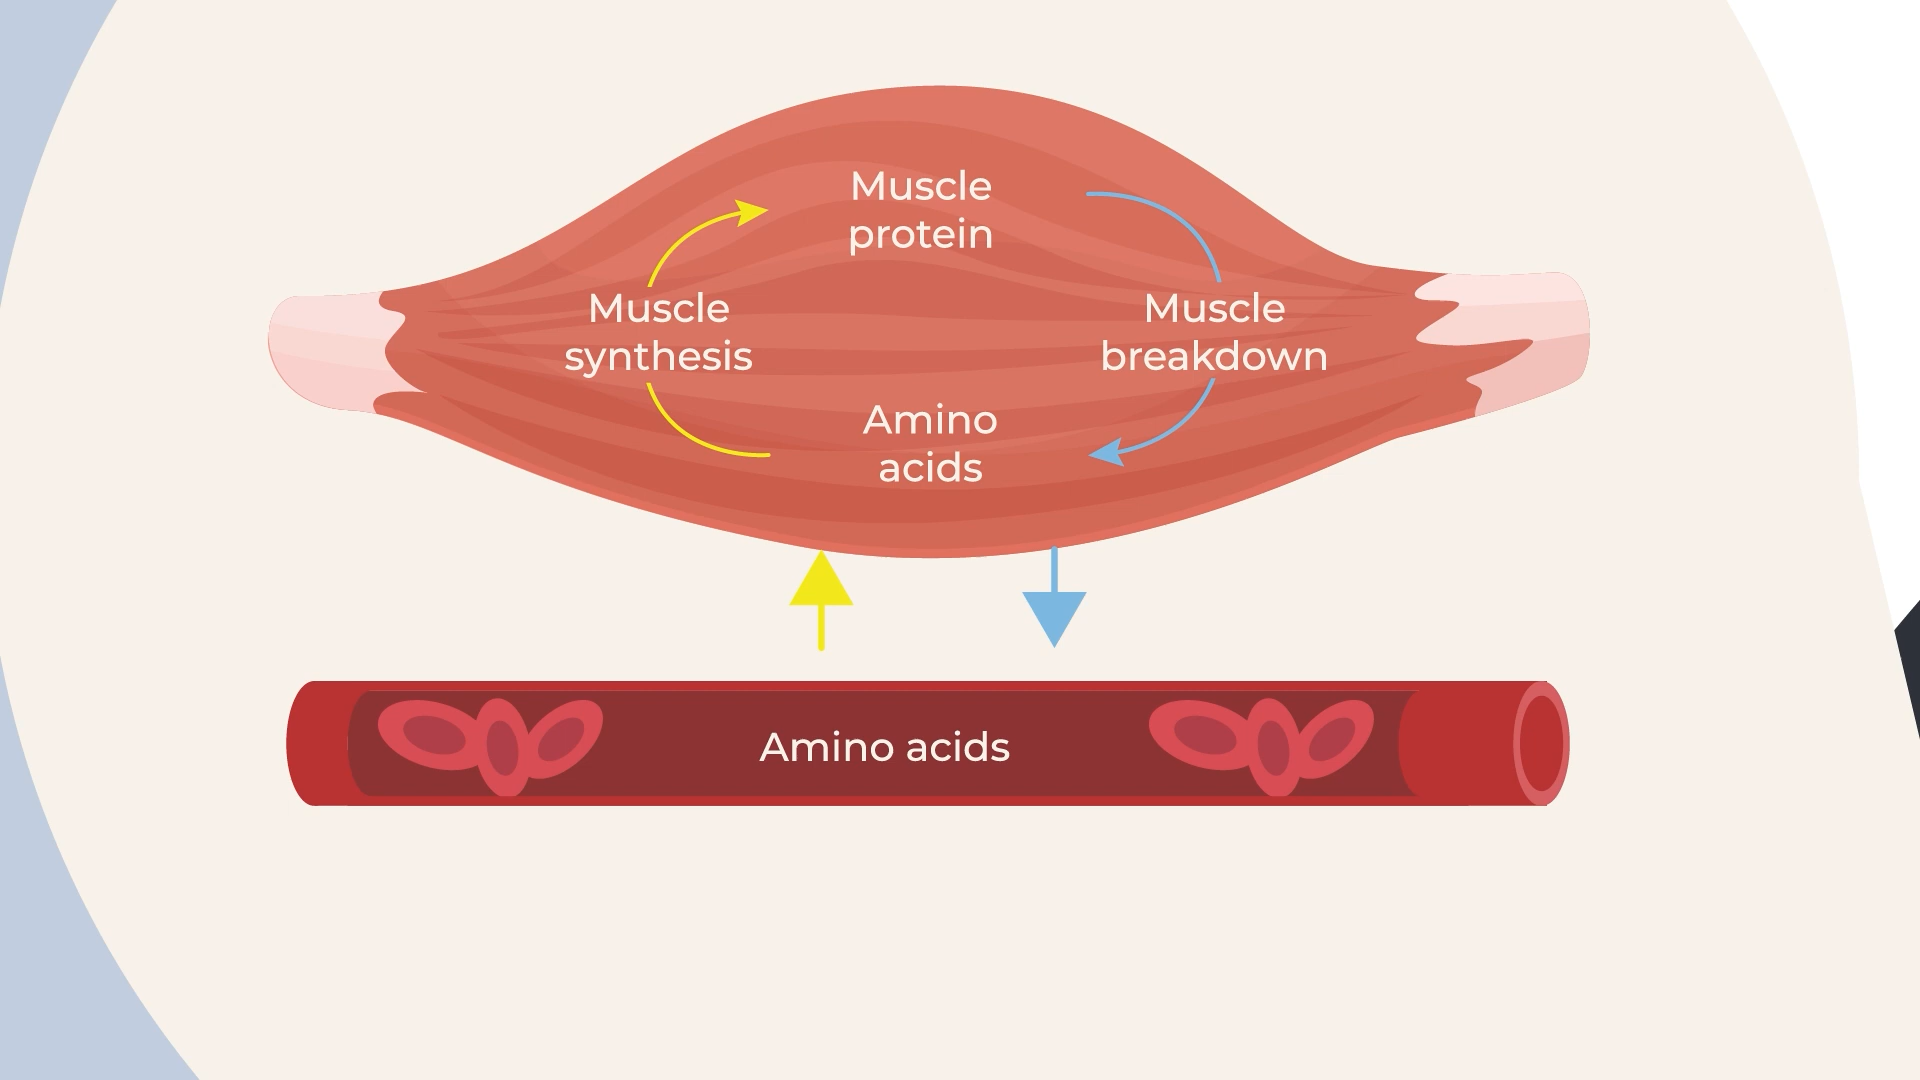 Muscle
protein
Muscle
synthesis
Muscle
breakdown
Amino
acids
Amino acids